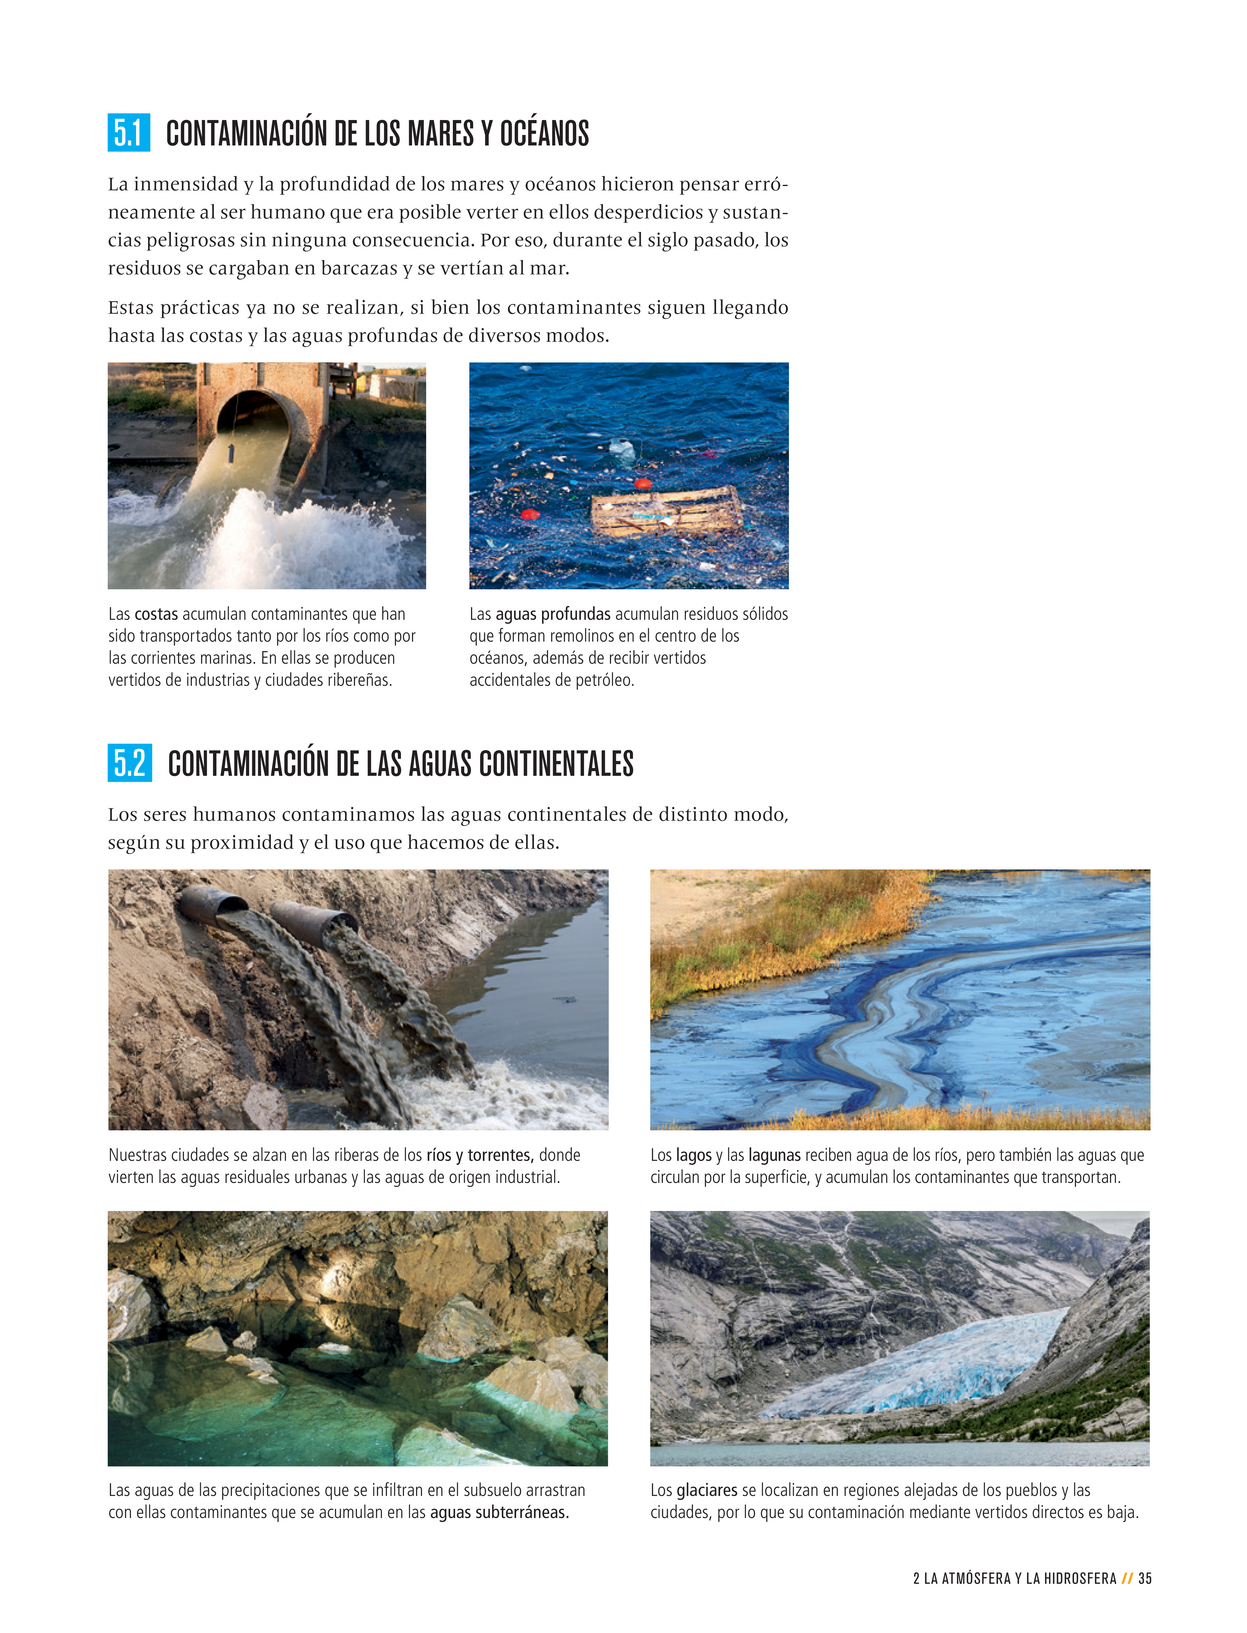 5.1 CONTAMINACIÓN DE LOS MARES Y OCÉANOS
La inmensidad y la profundidad de los mares y océanos hicieron pensar erró-
neamente al ser humano que era posible verter en ellos desperdicios y sustan-
cias peligrosas sin ninguna consecuencia. Por eso, durante el siglo pasado, los
residuos se cargaban en barcazas y se vertían al mar.
Estas prácticas ya no se realizan, si bien los contaminantes siguen llegando
hasta las costas y las aguas profundas de diversos modos.
Las costas acumulan contaminantes que han
sido transportados tanto por los ríos como por
las corrientes marinas. En ellas se producen
vertidos de industrias y ciudades ribereñas.
Las aguas profundas acumulan residuos sólidos
que forman remolinos en el centro de los
océanos, además de recibir vertidos
accidentales de petróleo.
5.2 CONTAMINACIÓN DE LAS AGUAS CONTINENTALES
Los seres humanos contaminamos las aguas continentales de distinto modo,
según su proximidad y el uso que hacemos de ellas.
Nuestras ciudades se alzan en las riberas de los ríos y torrentes, donde
vierten las aguas residuales urbanas y las aguas de origen industrial.
Los lagos y las lagunas reciben agua de los ríos, pero también las aguas que
circulan por la superficie, y acumulan los contaminantes que transportan.
Las aguas de las precipitaciones que se infiltran en el subsuelo arrastran
con ellas contaminantes que se acumulan en las aguas subterráneas.
Los glaciares se localizan en regiones alejadas de los pueblos y las
ciudades, por lo que su contaminación mediante vertidos directos es baja.
2 LA ATMÓSFERA Y LA HIDROSFERA // 35